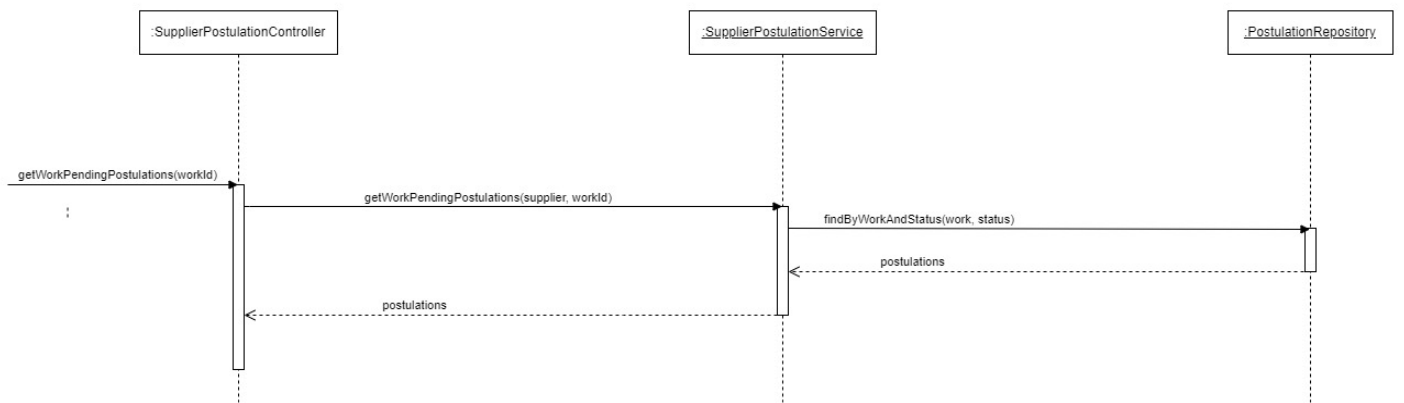 :SupplierPostulationController
:SupplierPostulationService
:PostulationRepository
getWorkPendingPostulations(workId)
getWorkPendingPostulations(supplier, workId)
findByWorkAndStatus(work, status)
postulations
postulations